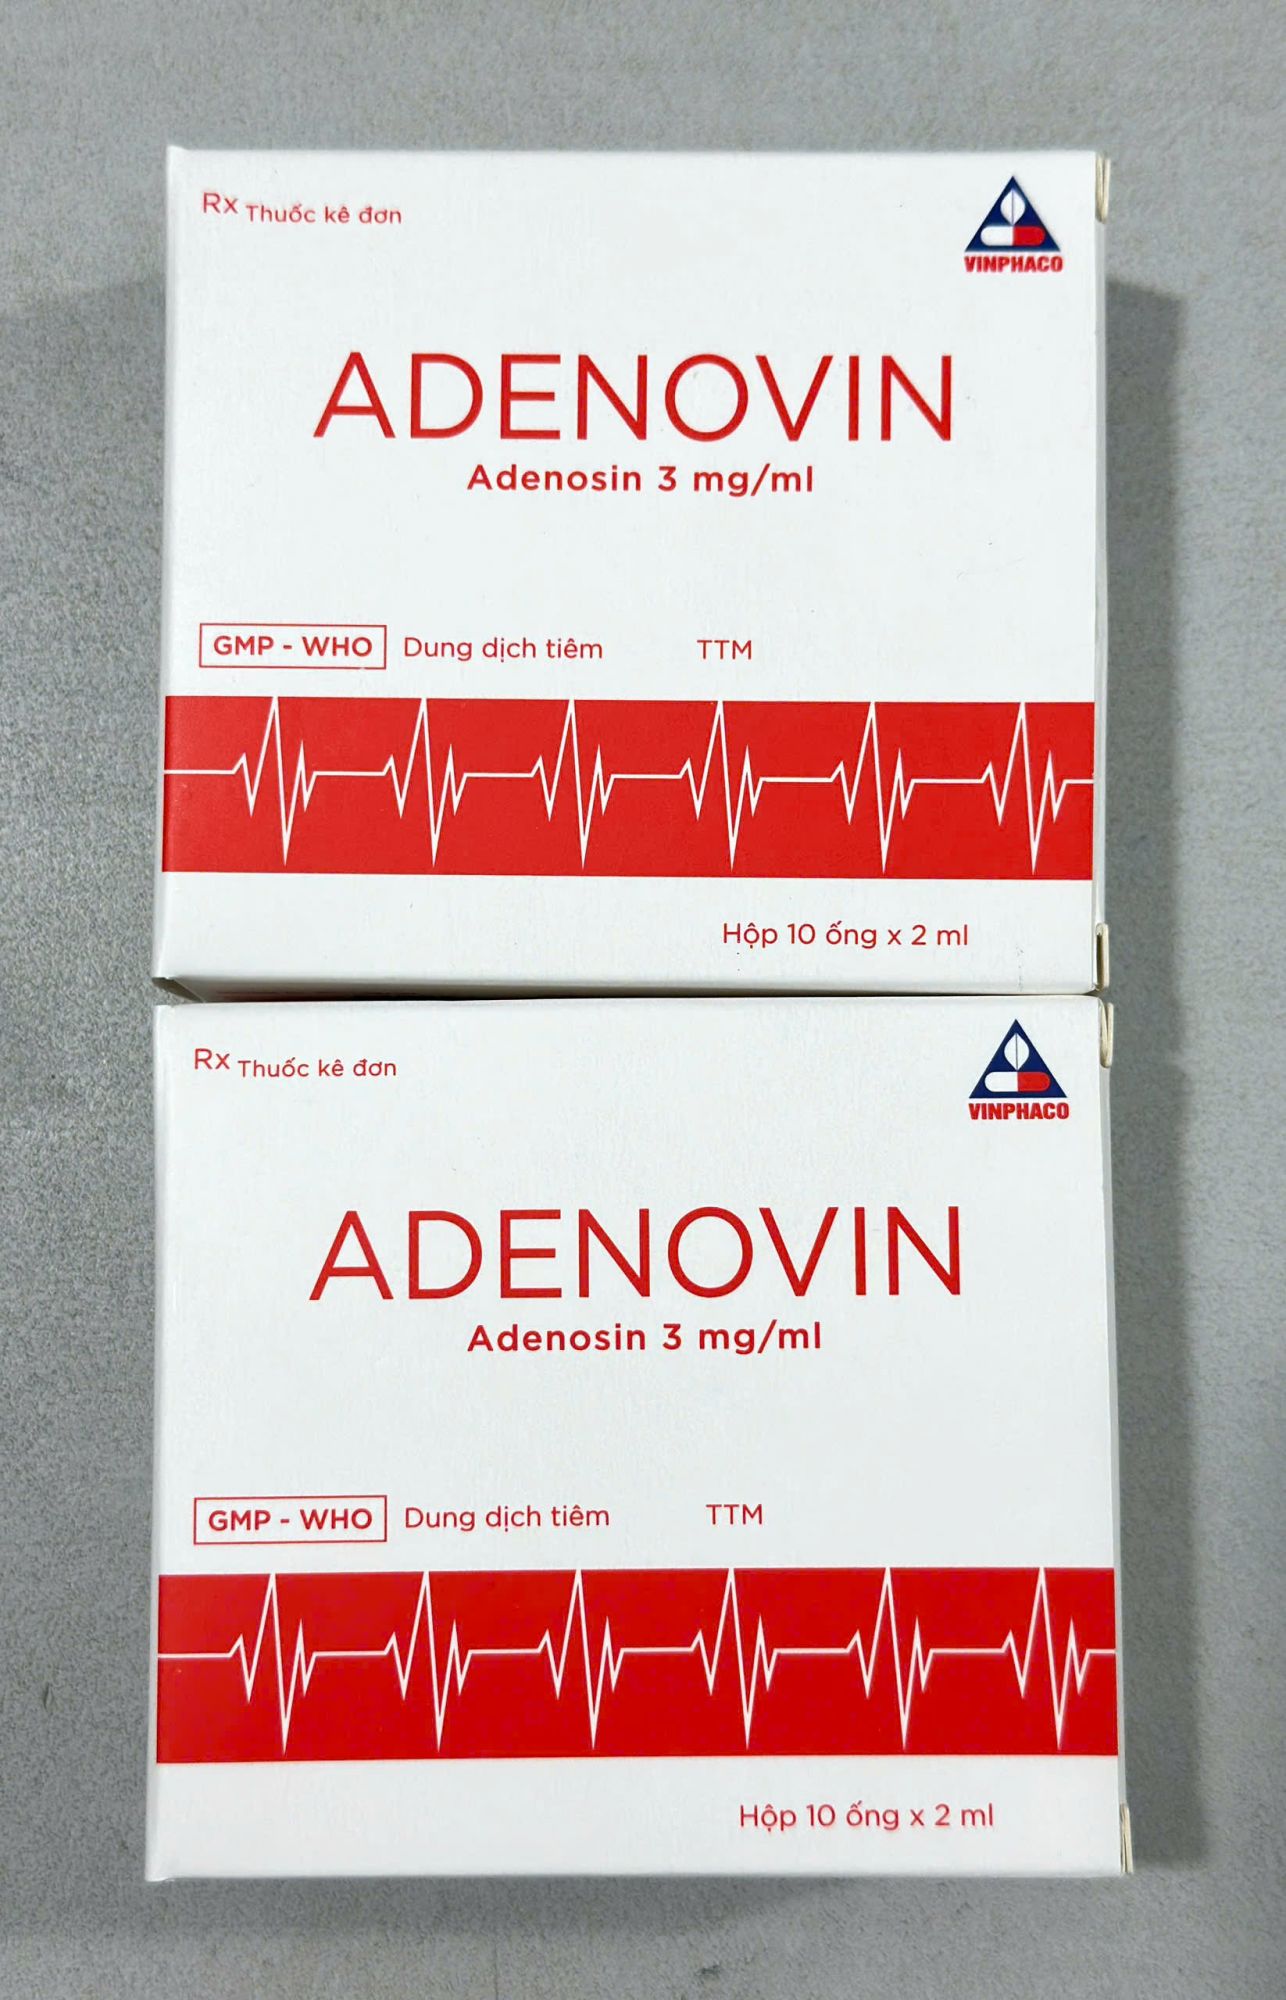 Rx Thuốc kê đơn
VINPHACO
ADENOVIN
Adenosin 3 mg/ml
GMP - WHO Dung dịch tiêm TTM
Hộp 10 ống x 2 ml
Rx Thuốc kê đơn
VINPHACO
ADENOVIN
Adenosin 3 mg/ml
GMP - WHO Dung dịch tiêm TTM
Hộp 10 ống x 2 ml